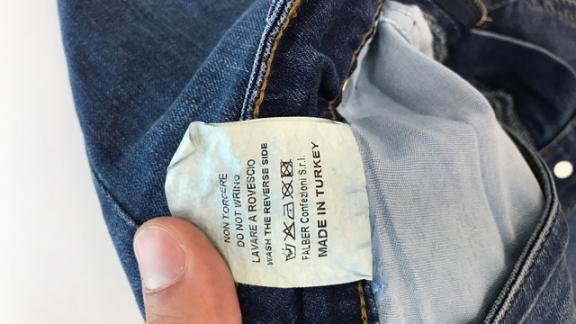 NON TORCERE
DO NOT WRING
LAVARE A ROVESCIO
WASH THE REVERSE SIDE
FALBER Confezioni S.r.l.
MADE IN TURKEY